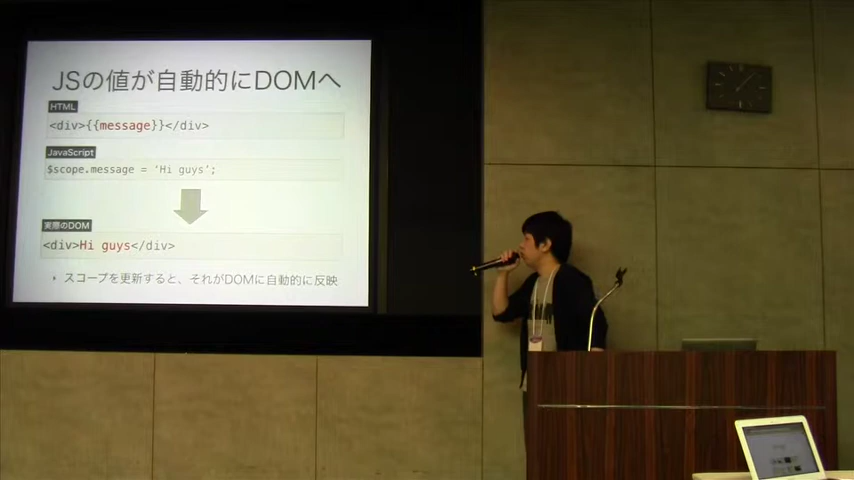 JSの値が自動的にDOMへ
HTML
<div>{{message}}</div>
JavaScript
$scope.message = 'Hi guys';
実際のDOM
<div>Hi guys</div>
スコープを更新すると、それがDOMに自動的に反映